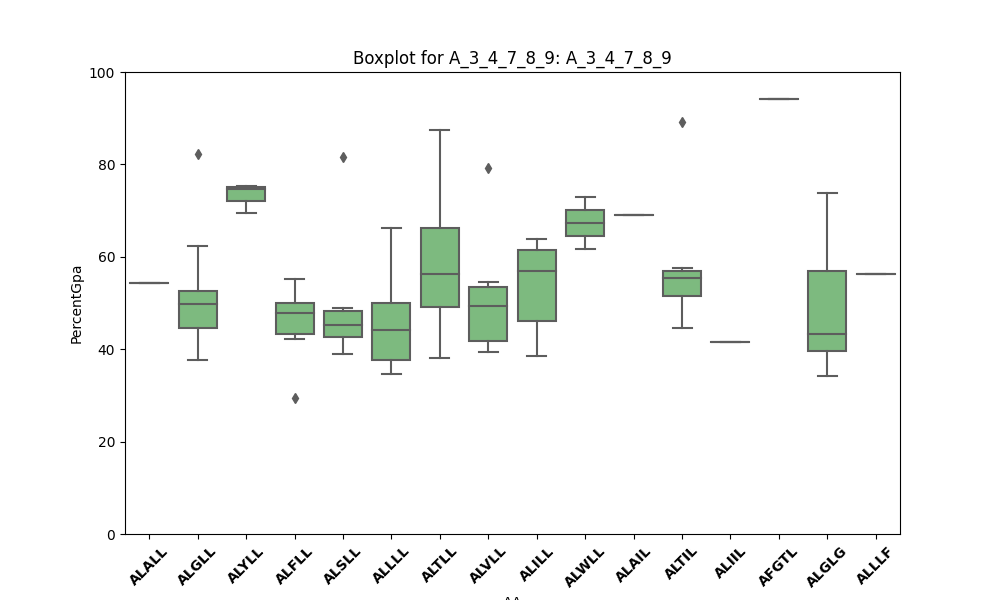 Boxplot for A_3_4_7_8_9: A_3_4_7_8_9
PercentGpa
100
80
60
40
20
0
ALALL ALGLL ALYLL ALFLL ALSLL ALLLL ALTLL ALVLL ALILL ALWLL ALAIL ALTIL ALIIL AFGTL ALGLG ALLLF